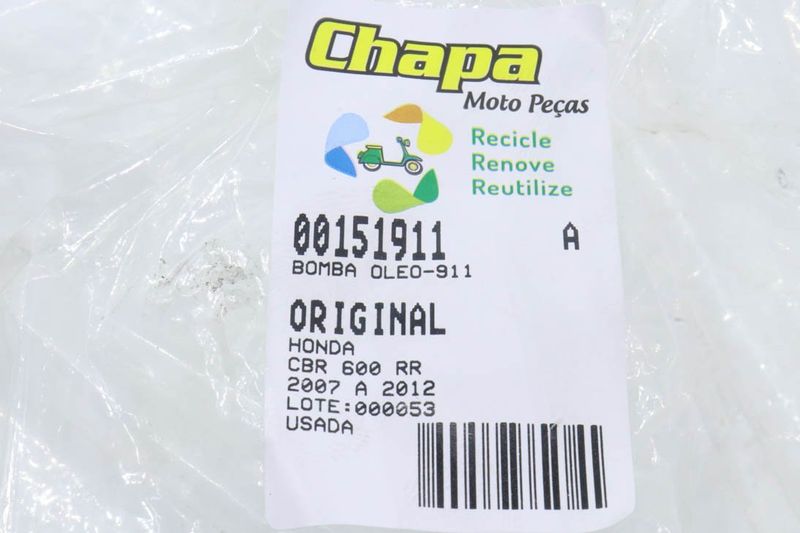 Chapa
Moto Peças
Recicle
Renove
Reutilize
00151911 A
BOMBA OLEO-911
ORIGINAL
HONDA
CBR 600 RR
2007 A 2012
LOTE:000053
USADA